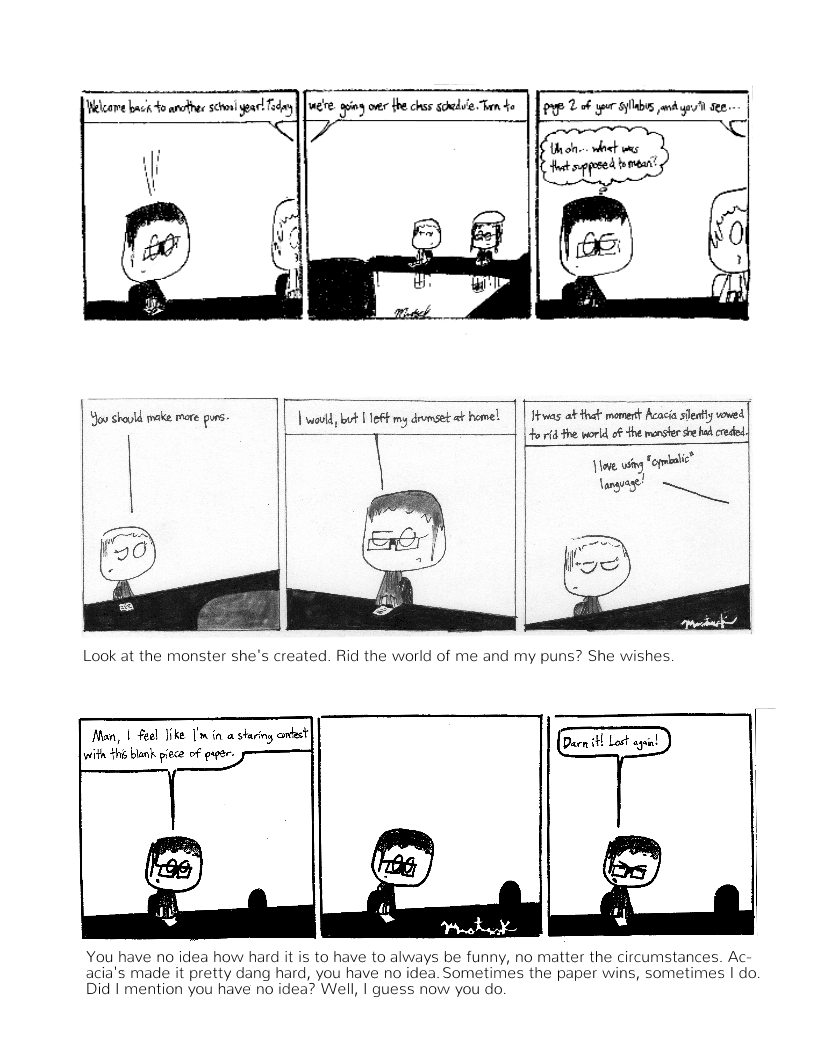 Welcome back to another school year! Today
we're going over the class schedule. Turn to
page 2 of your syllabus, and you'll see...
Uh oh... what was
that supposed to mean?
You should make more puns.
I would, but I left my drumset at home!
It was at that moment Acacia silently vowed
to rid the world of the monster she had created.
I love using "cymbalic"
language!
Look at the monster she's created. Rid the world of me and my puns? She wishes.
Man, I feel like I'm in a staring contest
with this blank piece of paper.
Darn it! Lost again!
You have no idea how hard it is to have to always be funny, no matter the circumstances. Ac-
acia's made it pretty dang hard, you have no idea. Sometimes the paper wins, sometimes I do.
Did I mention you have no idea? Well, I guess now you do.